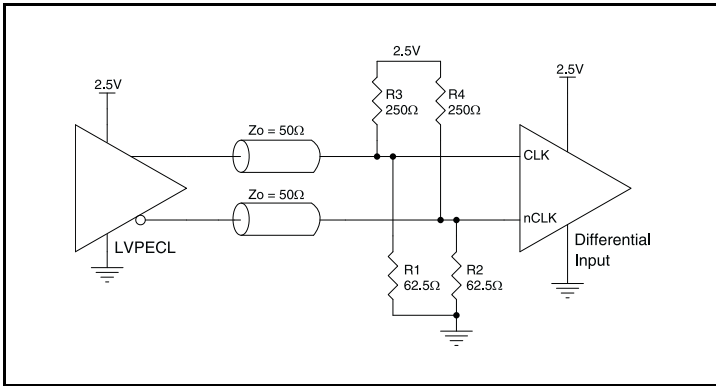 2.5V
2.5V
2.5V
R3
250Ω
R4
250Ω
Zo = 50Ω
CLK
Zo = 50Ω
nCLK
LVPECL
Differential
Input
R1
62.5Ω
R2
62.5Ω